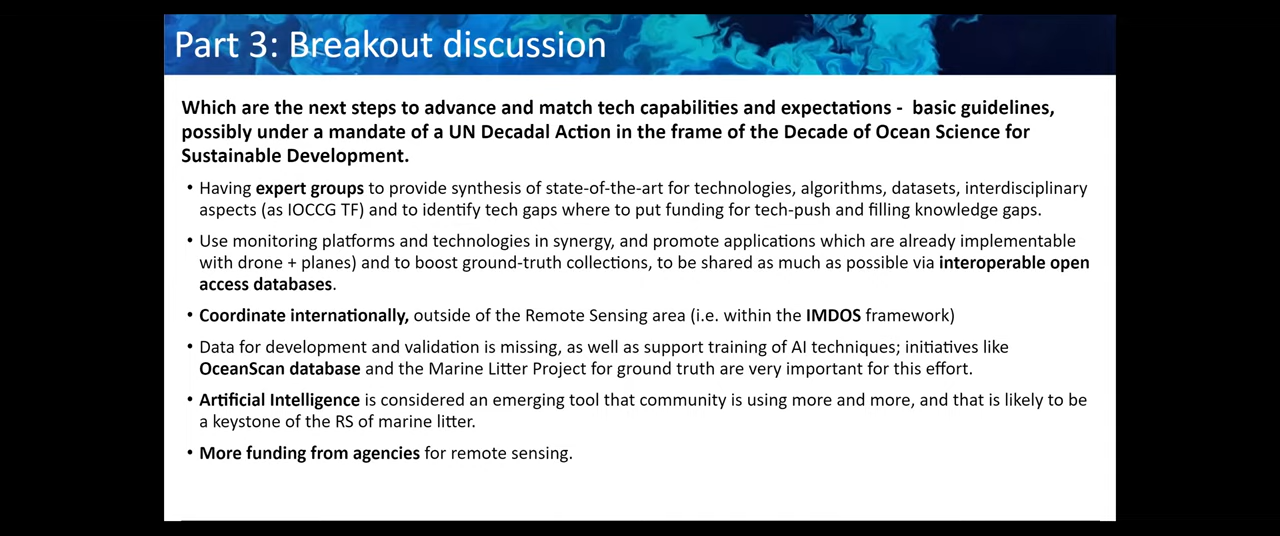 Part 3: Breakout discussion
Which are the next steps to advance and match tech capabilities and expectations - basic guidelines,
possibly under a mandate of a UN Decadal Action in the frame of the Decade of Ocean Science for
Sustainable Development.
• Having expert groups to provide synthesis of state-of-the-art for technologies, algorithms, datasets, interdisciplinary
aspects (as IOCCG TF) and to identify tech gaps where to put funding for tech-push and filling knowledge gaps.
• Use monitoring platforms and technologies in synergy, and promote applications which are already implementable
with drone + planes) and to boost ground-truth collections, to be shared as much as possible via interoperable open
access databases.
• Coordinate internationally, outside of the Remote Sensing area (i.e. within the IMDOS framework)
• Data for development and validation is missing, as well as support training of AI techniques; initiatives like
OceanScan database and the Marine Litter Project for ground truth are very important for this effort.
• Artificial Intelligence is considered an emerging tool that community is using more and more, and that is likely to be
a keystone of the RS of marine litter.
• More funding from agencies for remote sensing.